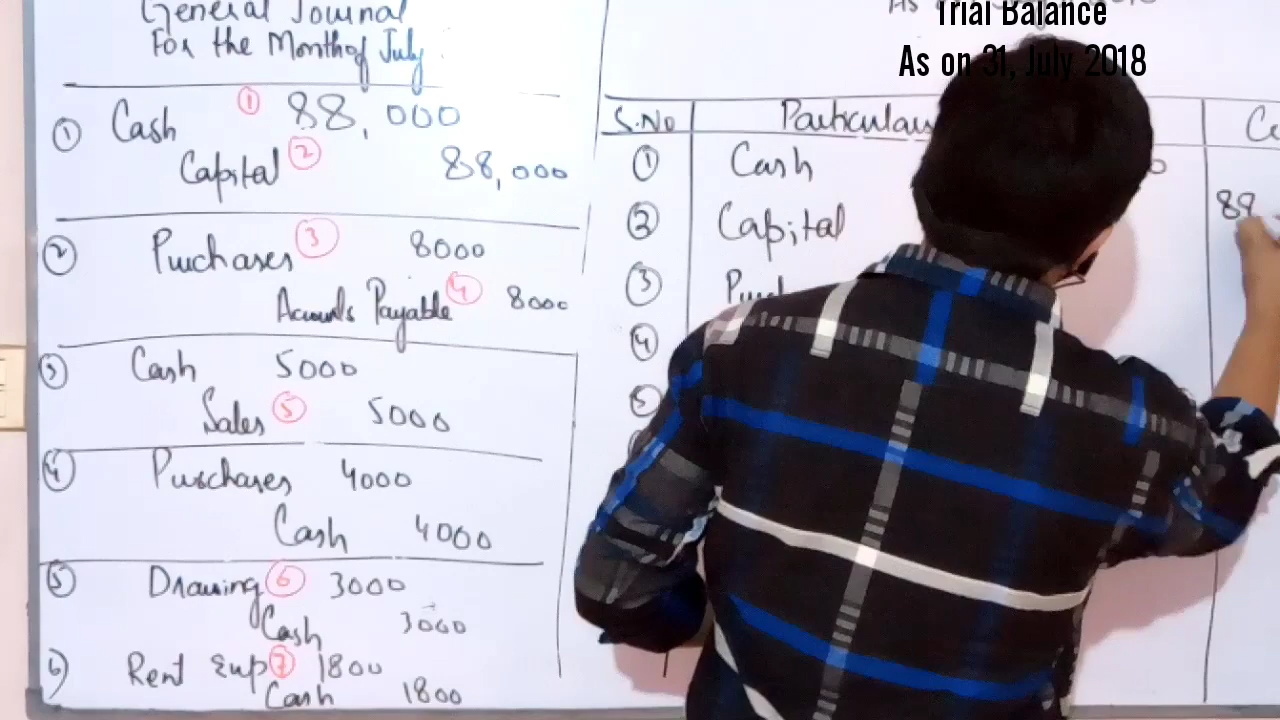 General Journal
For the Month of July
① Cash ① 88,000
Capital ② 88,000
② Purchases ③ 8000
Accounts Payable ④ 8000
③ Cash 5000
Sales ⑤ 5000
④ Purchases 4000
Cash 4000
⑤ Drawing ⑥ 3000
Cash 3000
6) Rent Exp ⑦ 1800
Cash 1800
Trial Balance
As on 31, July 2018
S.No Particulars
① Cash
② Capital 88
③
④
⑤